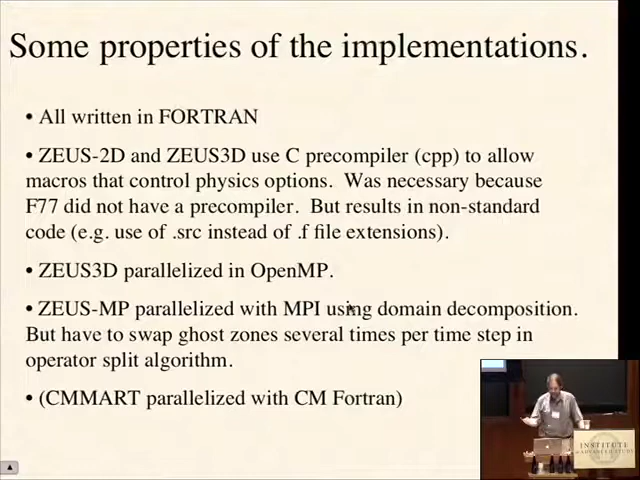 Some properties of the implementations.
• All written in FORTRAN
• ZEUS-2D and ZEUS3D use C precompiler (cpp) to allow
macros that control physics options.  Was necessary because
F77 did not have a precompiler.  But results in non-standard
code (e.g. use of .src instead of .f file extensions).
• ZEUS3D parallelized in OpenMP.
• ZEUS-MP parallelized with MPI using domain decomposition.
But have to swap ghost zones several times per time step in
operator split algorithm.
• (CMMART parallelized with CM Fortran)
INSTITUTE
ADVANCED STUDY